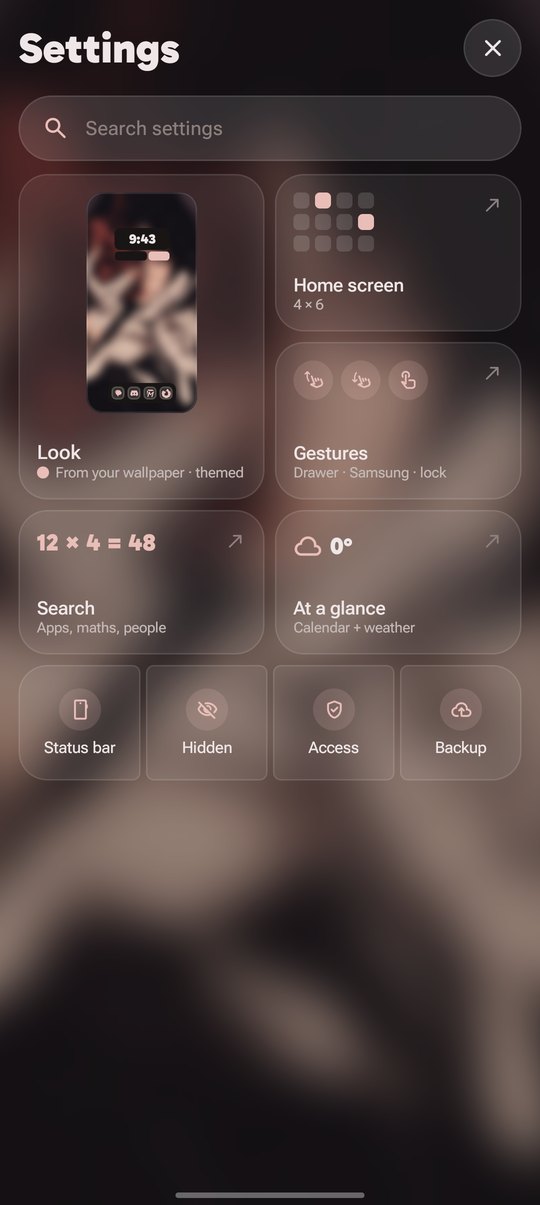 Settings
Search settings
9:43
Look
From your wallpaper · themed
Home screen
4 × 6
Gestures
Drawer · Samsung · lock
12 × 4 = 48
Search
Apps, maths, people
0°
At a glance
Calendar + weather
Status bar
Hidden
Access
Backup